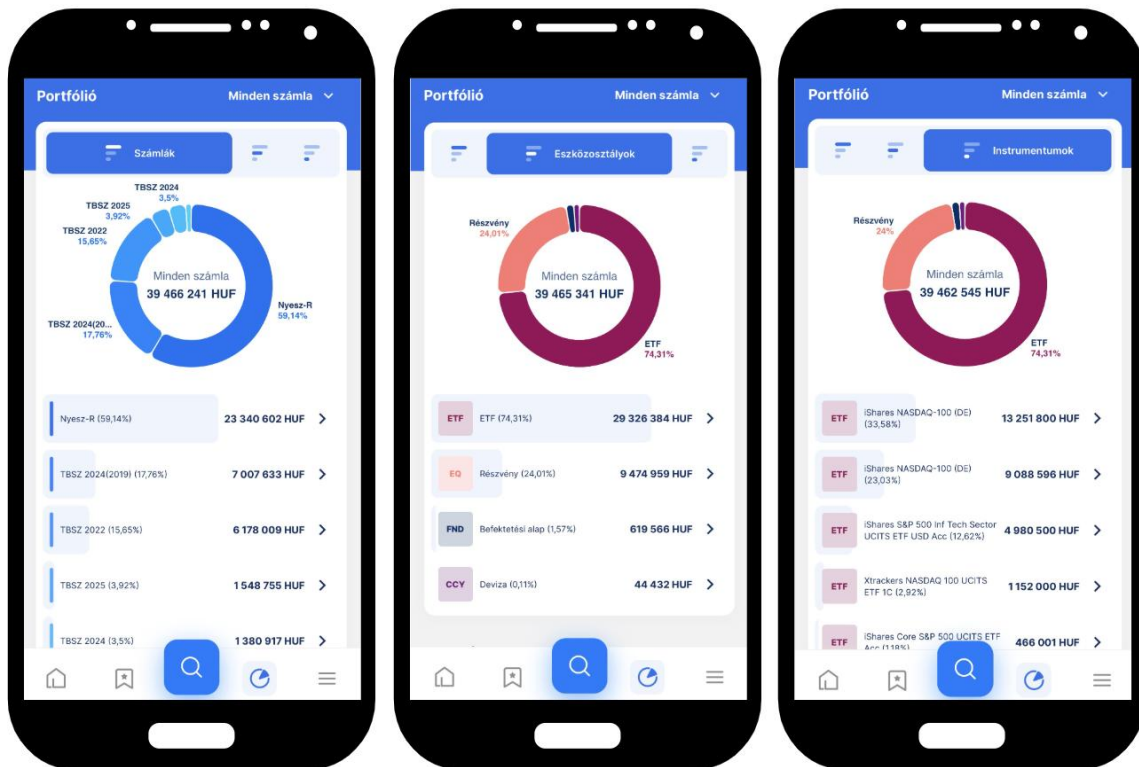 Portfólió
Minden számla
Számlák
TBSZ 2024
3,5%
TBSZ 2025
3,92%
TBSZ 2022
15,65%
Minden számla
39 466 241 HUF
Nyesz-R
59,14%
TBSZ 2024(20...
17,76%
Nyesz-R (59,14%)
23 340 602 HUF
TBSZ 2024(2019) (17,76%)
7 007 633 HUF
TBSZ 2022 (15,65%)
6 178 009 HUF
TBSZ 2025 (3,92%)
1 548 755 HUF
TBSZ 2024 (3,5%)
1 380 917 HUF
Portfólió
Minden számla
Eszközosztályok
Részvény
24,01%
Minden számla
39 465 341 HUF
ETF
74,31%
ETF
ETF (74,31%)
29 326 384 HUF
EQ
Részvény (24,01%)
9 474 959 HUF
FND
Befektetési alap (1,57%)
619 566 HUF
CCY
Deviza (0,11%)
44 432 HUF
Portfólió
Minden számla
Instrumentumok
Részvény
24%
Minden számla
39 462 545 HUF
ETF
74,31%
ETF
iShares NASDAQ-100 (DE)
(33,58%)
13 251 800 HUF
ETF
iShares NASDAQ-100 (DE)
(23,03%)
9 088 596 HUF
ETF
iShares S&P 500 Inf Tech Sector
UCITS ETF USD Acc (12,62%)
4 980 500 HUF
ETF
Xtrackers NASDAQ 100 UCITS
ETF 1C (2,92%)
1 152 000 HUF
ETF
iShares Core S&P 500 UCITS ETF
Acc (1,18%)
466 001 HUF